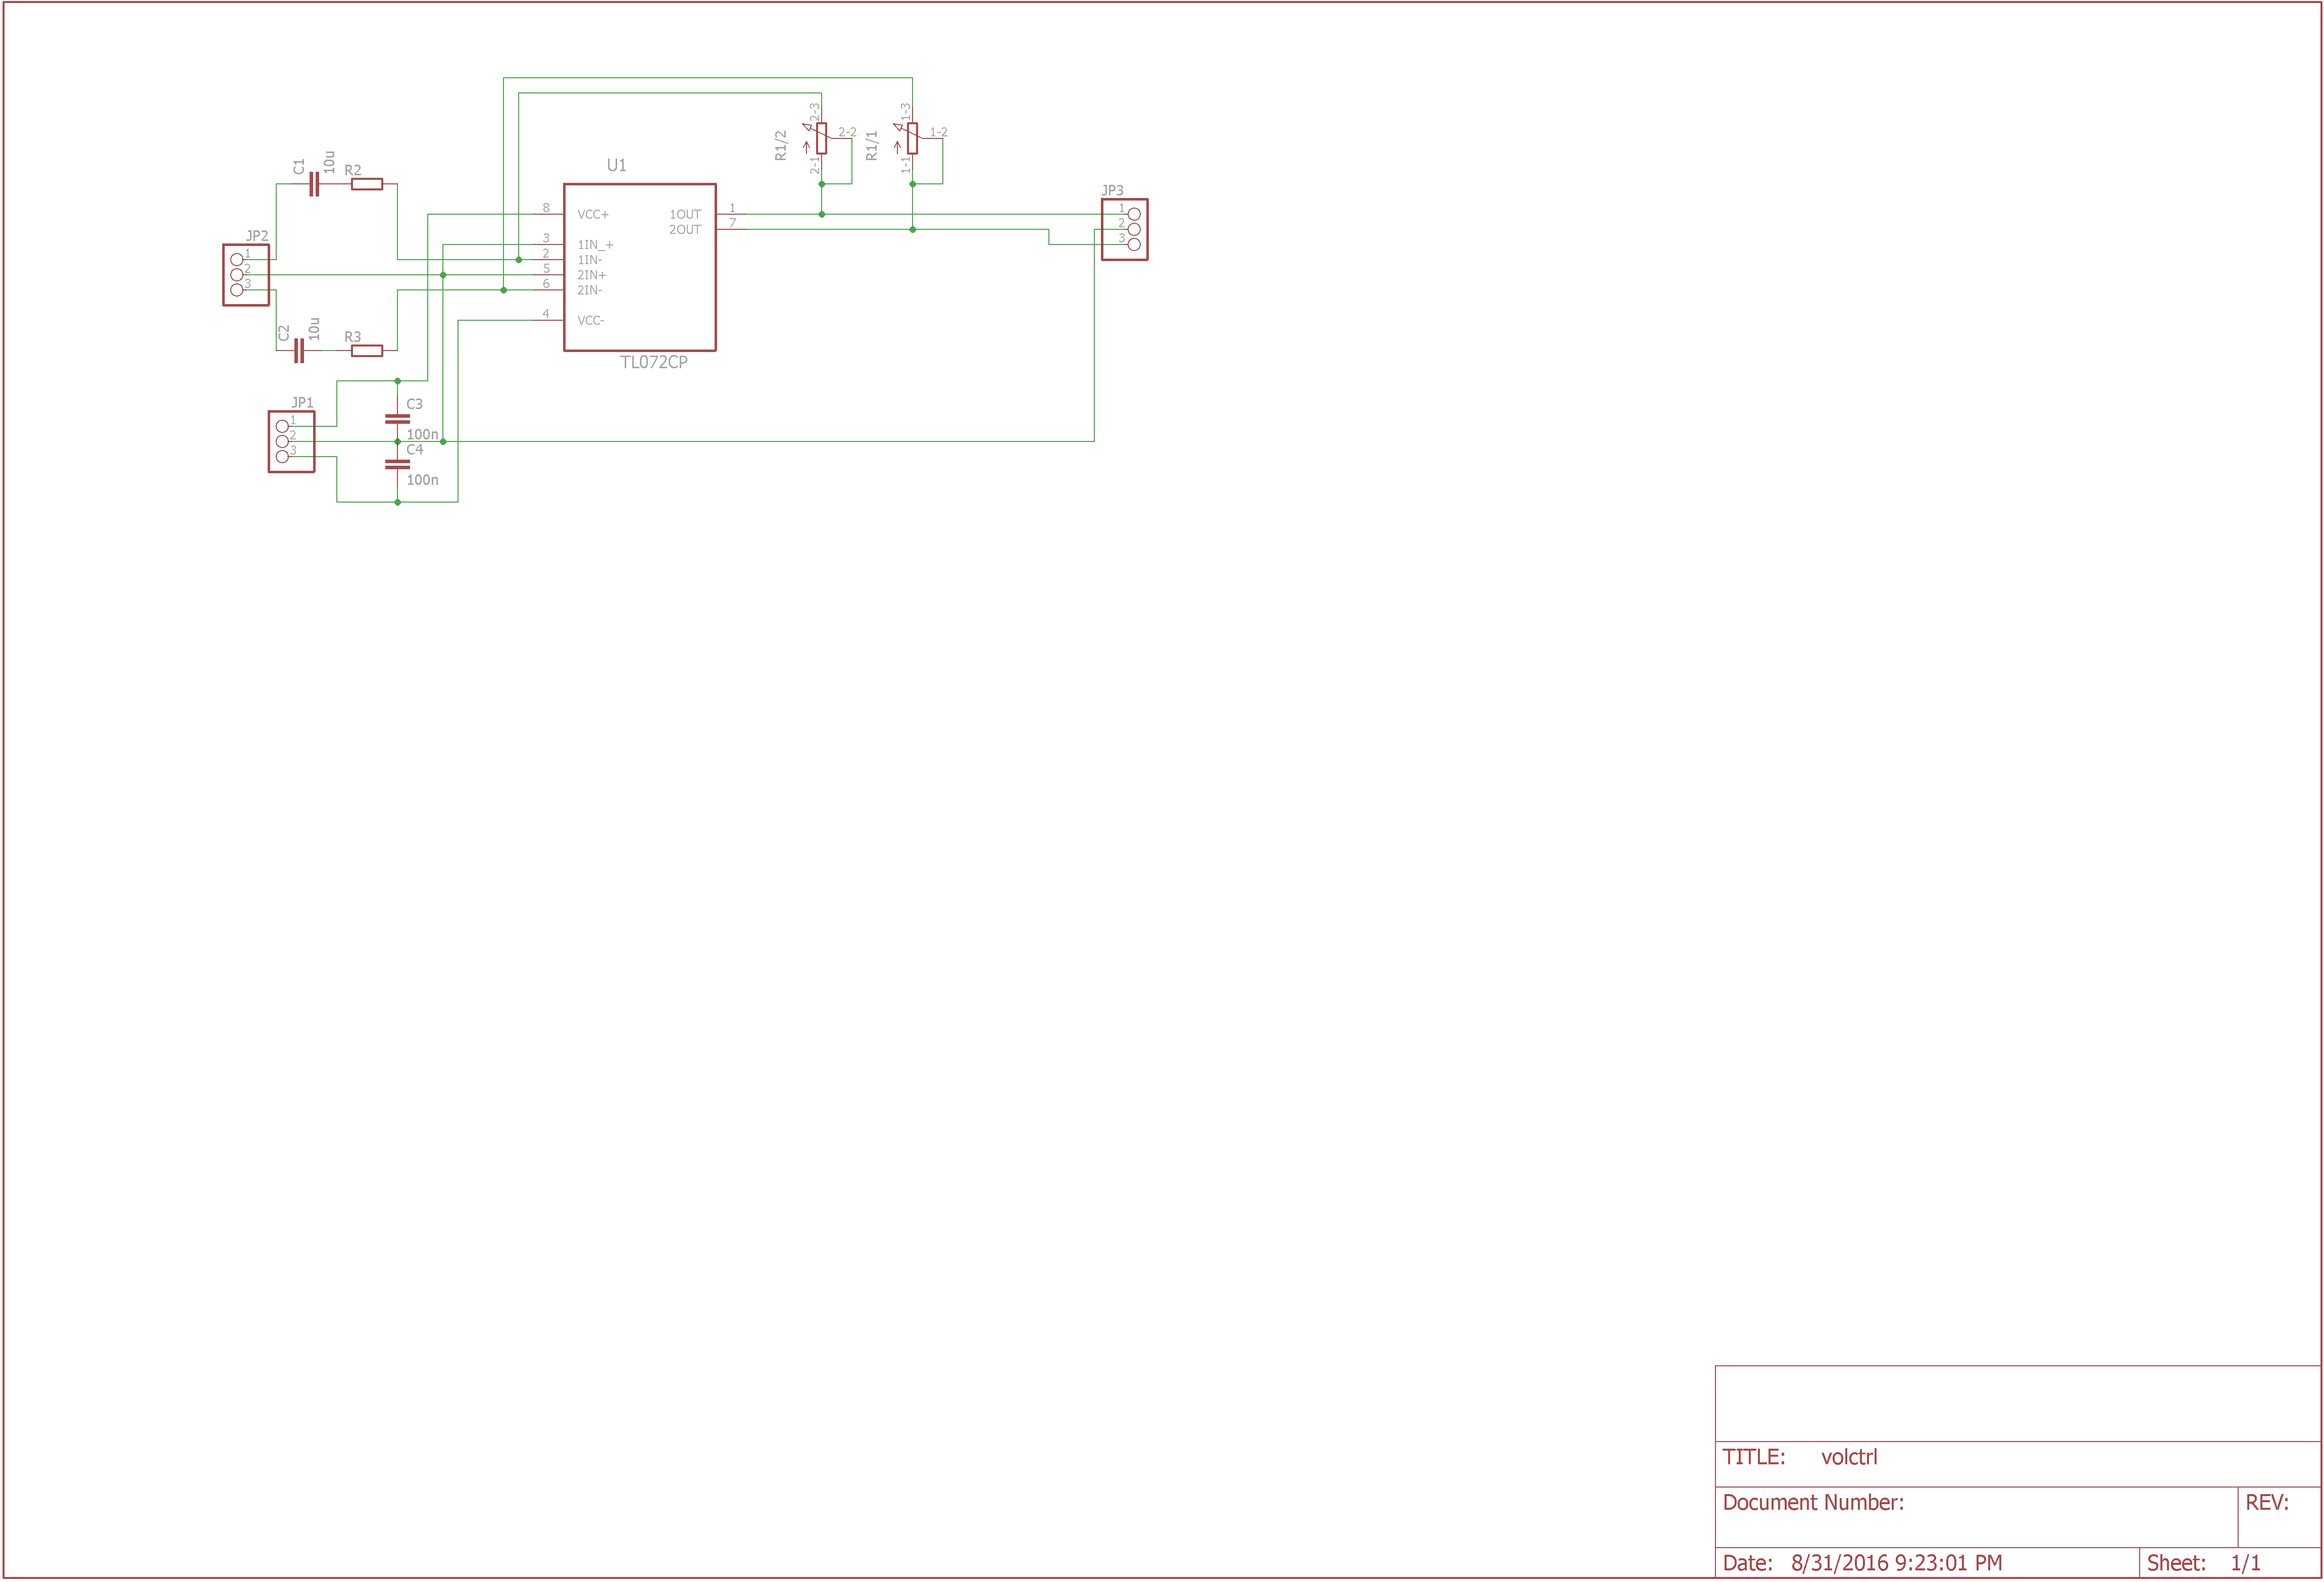 2-3
1-3
R1/2
2-2
R1/1
1-2
2-1
1-1
C1
10u
R2
U1
JP3
1
2
3
8
VCC+
1OUT
1
2OUT
7
3
1IN_+
2
1IN-
5
2IN+
6
2IN-
4
VCC-
TL072CP
JP2
1
2
3
C2
10u
R3
JP1
1
2
3
C3
100n
C4
100n
TITLE: volctrl
Document Number:
REV:
Date: 8/31/2016 9:23:01 PM
Sheet: 1/1